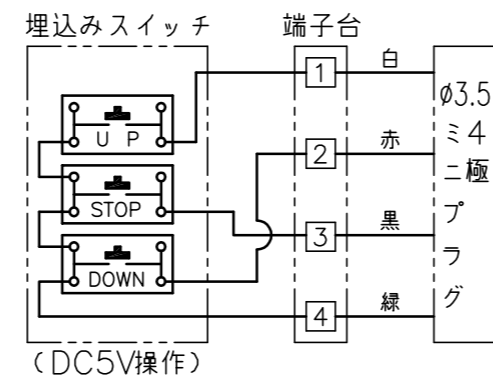 埋込みスイッチ
端子台
U P
STOP
DOWN
(DC5V操作)
1
2
3
4
白
赤
黒
緑
φ3.5
ミ4
ニ極
プ
ラ
グ